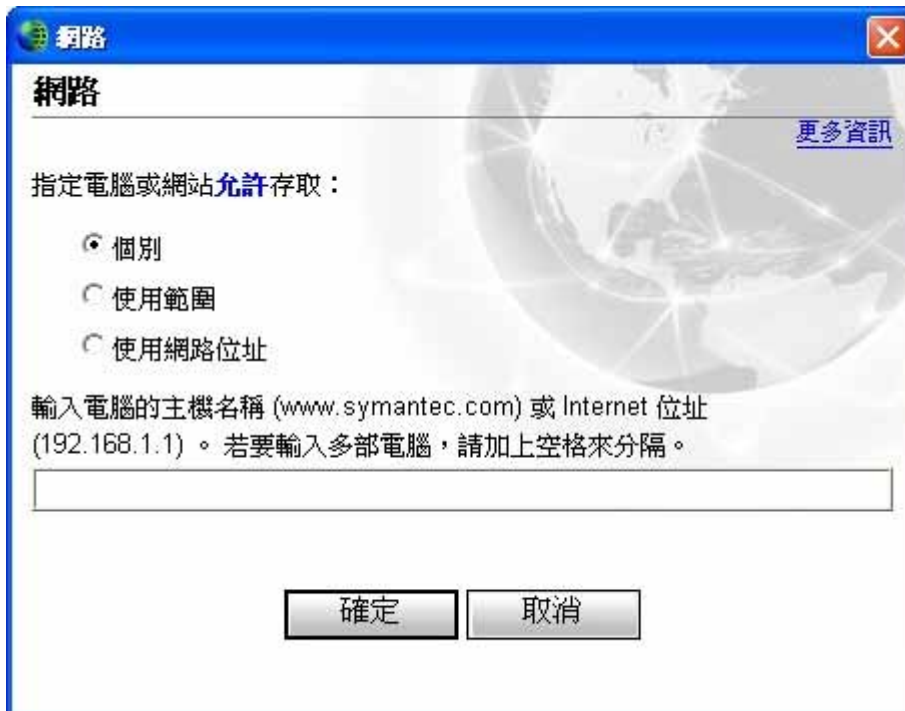 網路
網路
更多資訊
指定電腦或網站允許存取：
個別
使用範圍
使用網路位址
輸入電腦的主機名稱 (www.symantec.com) 或 Internet 位址
(192.168.1.1) 。 若要輸入多部電腦，請加上空格來分隔。
確定
取消